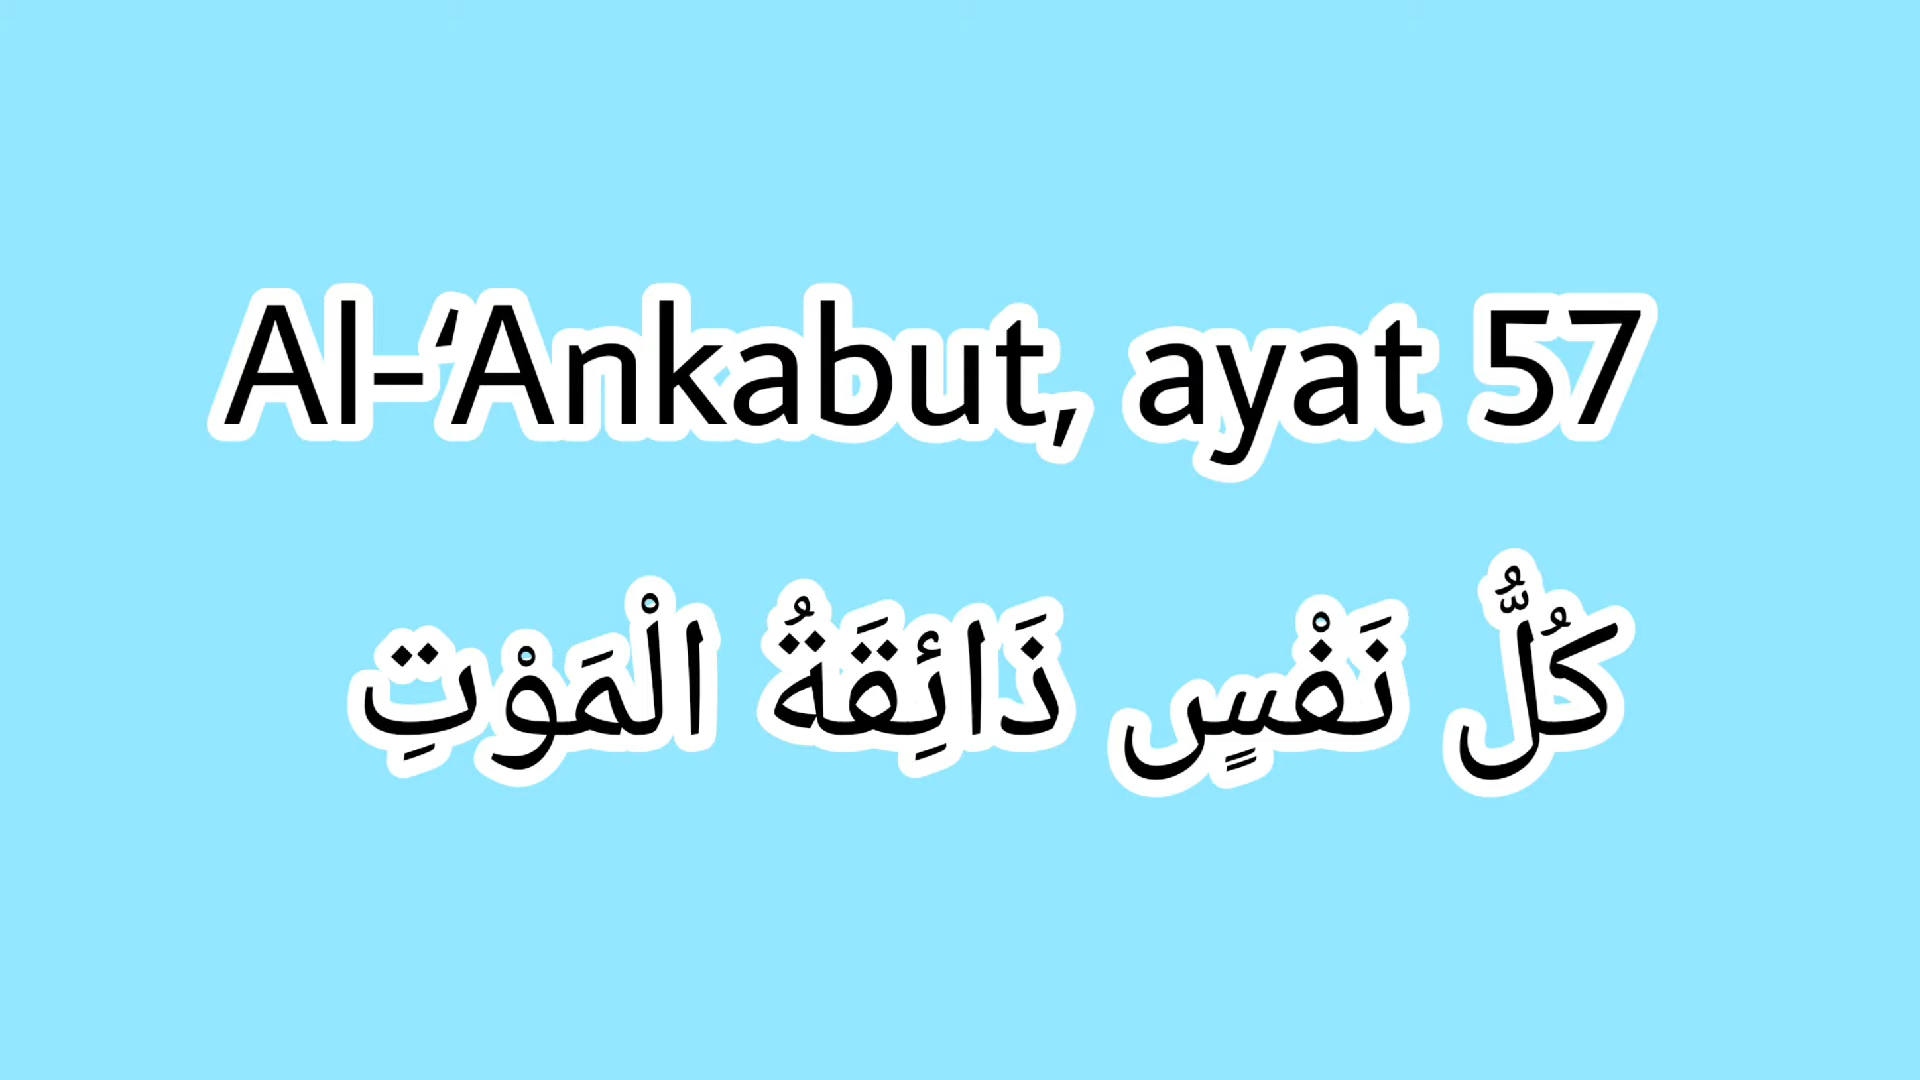 Al-‘Ankabut, ayat 57
كُلُّ نَفْسٍ ذَائِقَةُ الْمَوْتِ